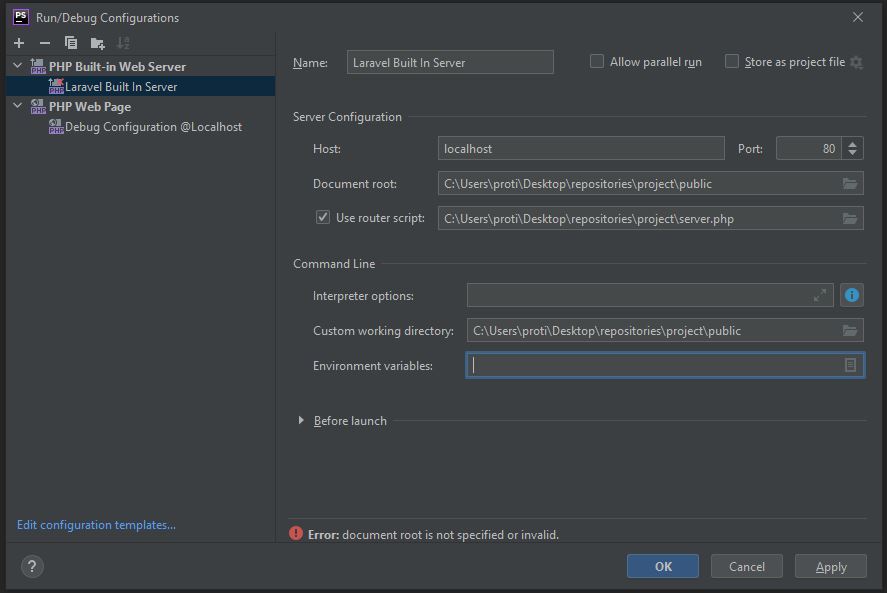 PS Run/Debug Configurations
PHP Built-in Web Server
Laravel Built In Server
PHP Web Page
Debug Configuration @Localhost
Name: Laravel Built In Server Allow parallel run Store as project file
Server Configuration
Host: localhost Port: 80
Document root: C:\Users\proti\Desktop\repositories\project\public
Use router script: C:\Users\proti\Desktop\repositories\project\server.php
Command Line
Interpreter options:
Custom working directory: C:\Users\proti\Desktop\repositories\project\public
Environment variables:
Before launch
Edit configuration templates...
Error: document root is not specified or invalid.
? OK Cancel Apply